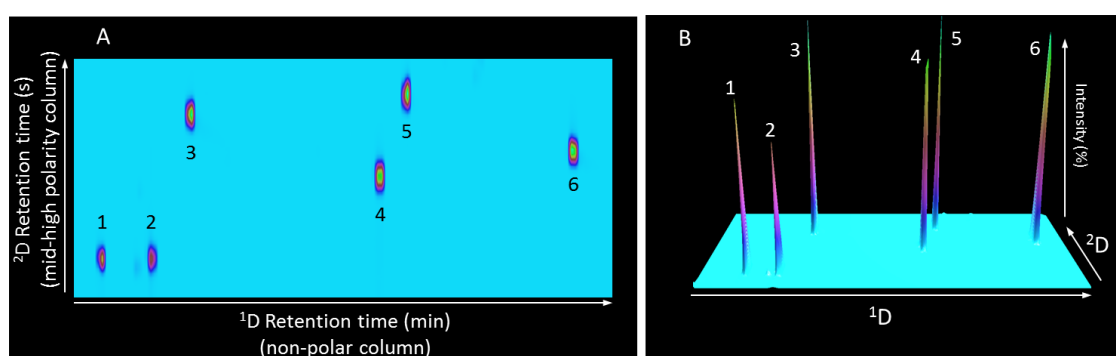 A
²D Retention time (s)
(mid-high polarity column)
1
2
3
4
5
6
¹D Retention time (min)
(non-polar column)
B
1
2
3
4
5
6
Intensity (%)
²D
¹D